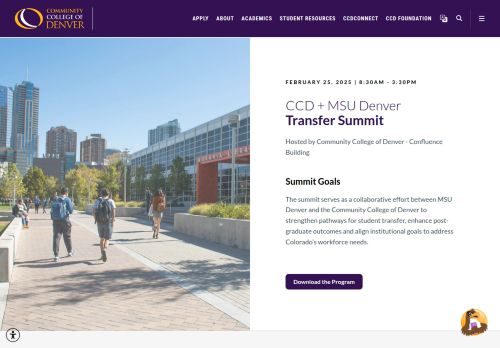 COMMUNITY
COLLEGE OF
DENVER
APPLY ABOUT ACADEMICS STUDENT RESOURCES CCDCONNECT CCD FOUNDATION
FEBRUARY 25, 2025 | 8:30AM - 3:30PM
CCD + MSU Denver
Transfer Summit
Hosted by Community College of Denver - Confluence
Building
Summit Goals
The summit serves as a collaborative effort between MSU
Denver and the Community College of Denver to
strengthen pathways for student transfer, enhance post-
graduate outcomes and align institutional goals to address
Colorado's workforce needs.
Download the Program